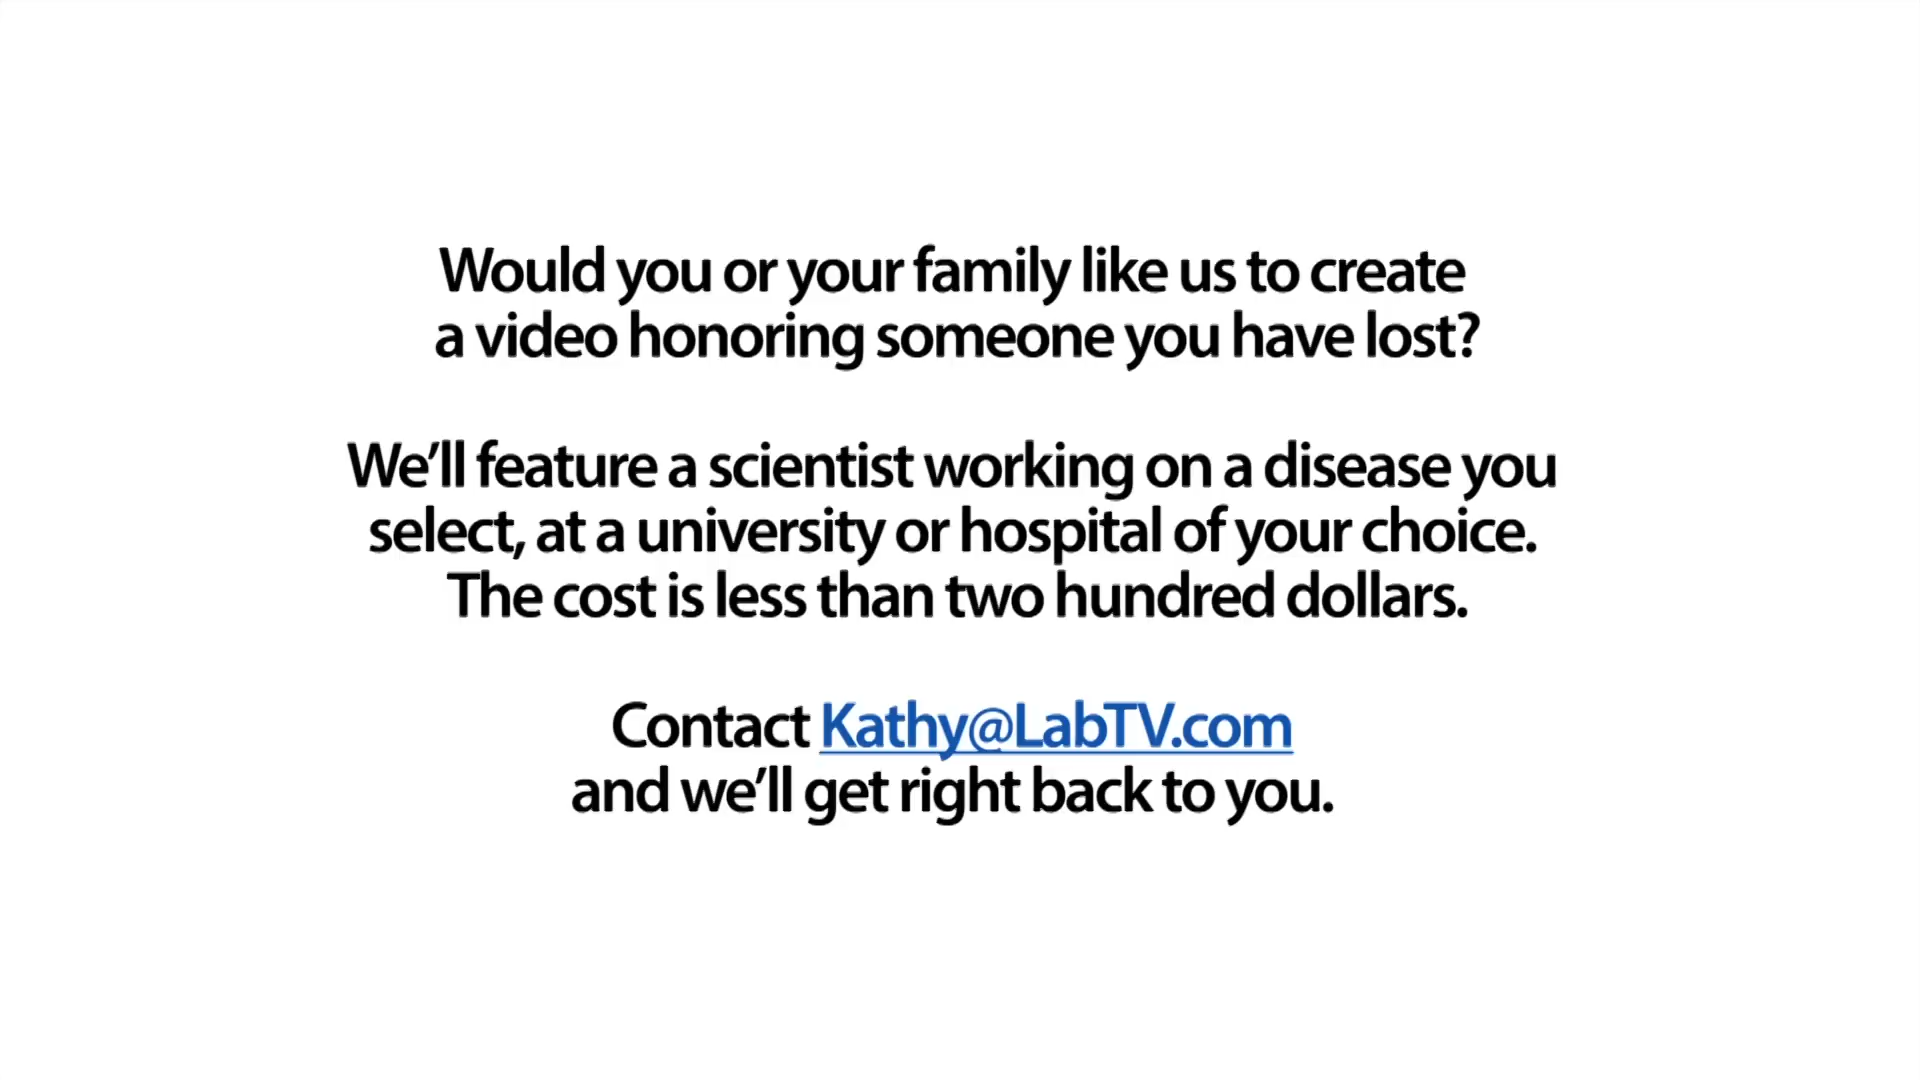 Would you or your family like us to create
a video honoring someone you have lost?
We’ll feature a scientist working on a disease you
select, at a university or hospital of your choice.
The cost is less than two hundred dollars.
Contact Kathy@LabTV.com
and we’ll get right back to you.